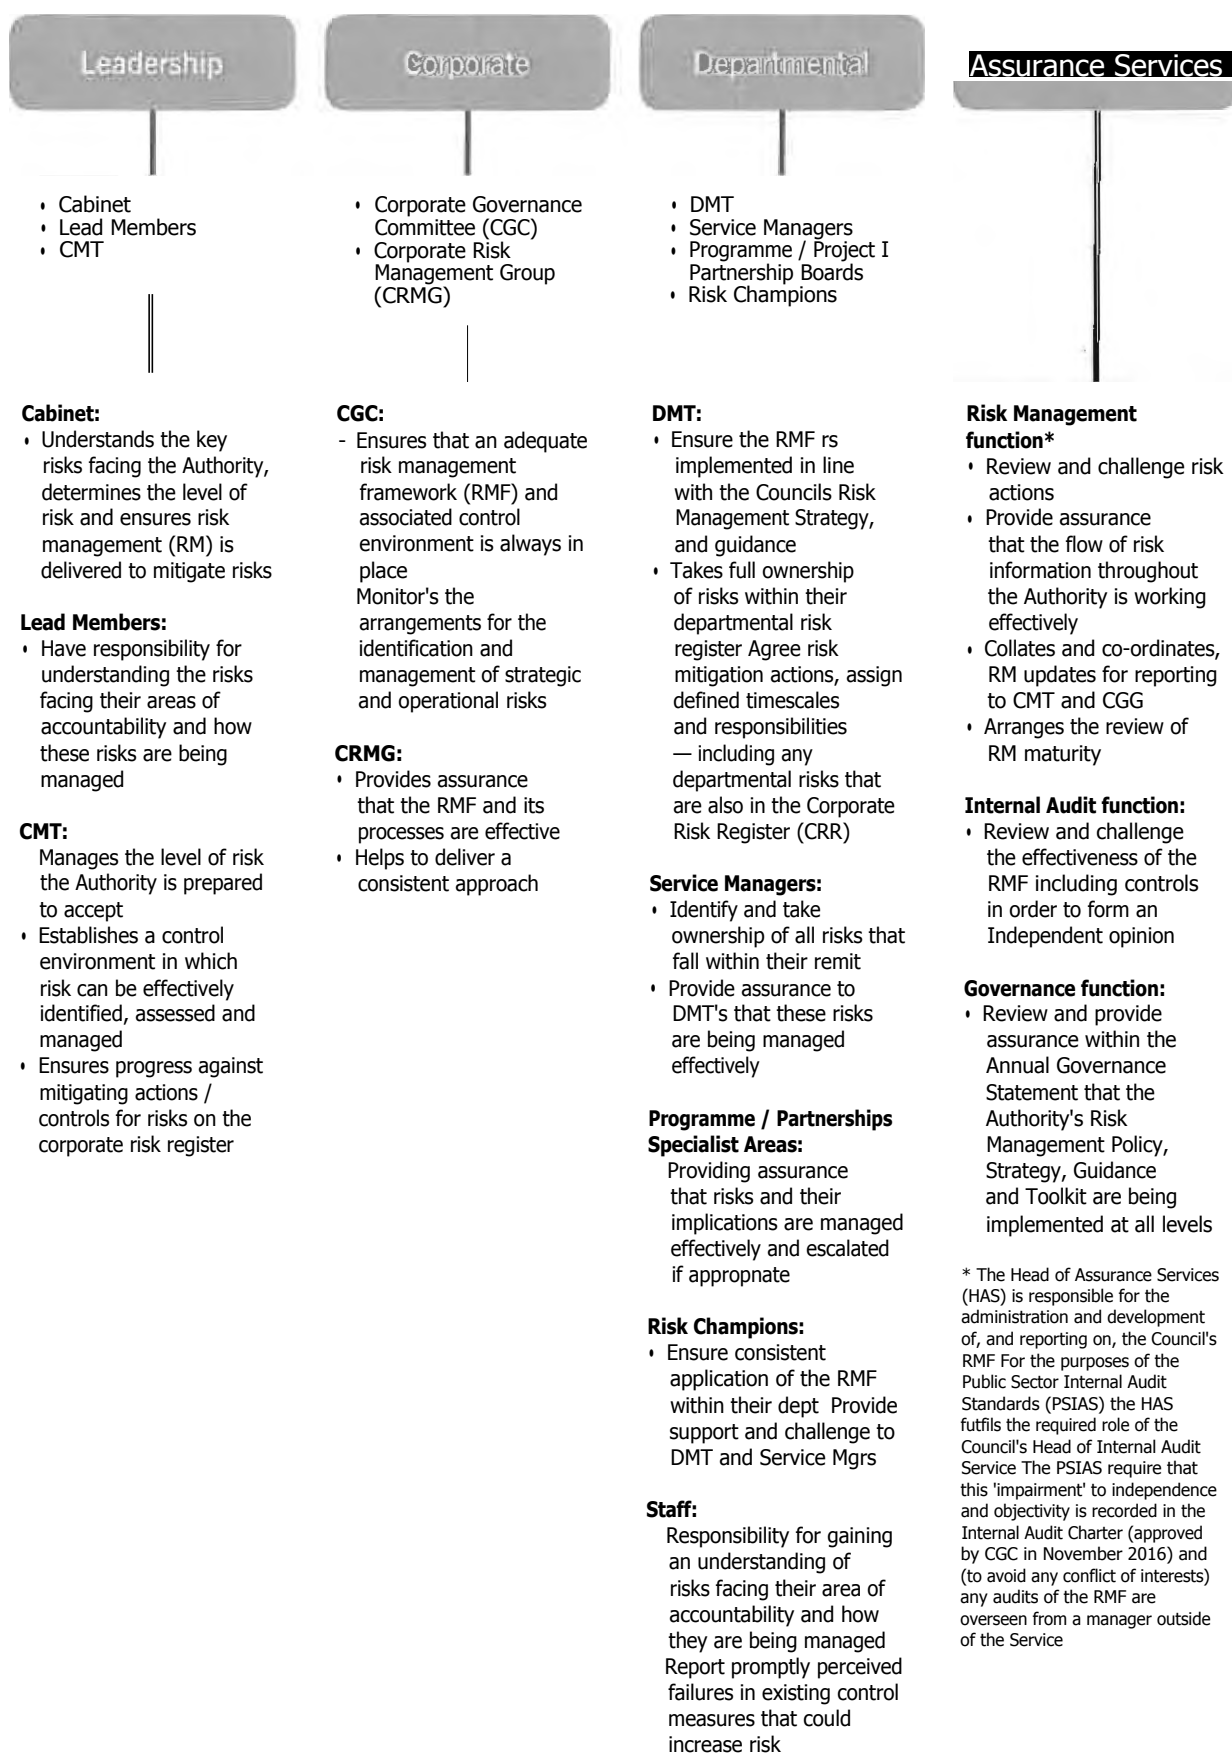 Leadership
Corporate
Departmental
Assurance Services
• Cabinet
• Lead Members
• CMT
• Corporate Governance
Committee (CGC)
• Corporate Risk
Management Group
(CRMG)
• DMT
• Service Managers
• Programme / Project I
Partnership Boards
• Risk Champions
Cabinet:
• Understands the key
risks facing the Authority,
determines the level of
risk and ensures risk
management (RM) is
delivered to mitigate risks
Lead Members:
• Have responsibility for
understanding the risks
facing their areas of
accountability and how
these risks are being
managed
CMT:
Manages the level of risk
the Authority is prepared
to accept
• Establishes a control
environment in which
risk can be effectively
identified, assessed and
managed
• Ensures progress against
mitigating actions /
controls for risks on the
corporate risk register
CGC:
- Ensures that an adequate
risk management
framework (RMF) and
associated control
environment is always in
place
Monitor's the
arrangements for the
identification and
management of strategic
and operational risks
CRMG:
• Provides assurance
that the RMF and its
processes are effective
• Helps to deliver a
consistent approach
DMT:
• Ensure the RMF rs
implemented in line
with the Councils Risk
Management Strategy,
and guidance
• Takes full ownership
of risks within their
departmental risk
register Agree risk
mitigation actions, assign
defined timescales
and responsibilities
— including any
departmental risks that
are also in the Corporate
Risk Register (CRR)
Service Managers:
• Identify and take
ownership of all risks that
fall within their remit
• Provide assurance to
DMT's that these risks
are being managed
effectively
Programme / Partnerships
Specialist Areas:
Providing assurance
that risks and their
implications are managed
effectively and escalated
if appropnate
Risk Champions:
• Ensure consistent
application of the RMF
within their dept Provide
support and challenge to
DMT and Service Mgrs
Staff:
Responsibility for gaining
an understanding of
risks facing their area of
accountability and how
they are being managed
Report promptly perceived
failures in existing control
measures that could
increase risk
Risk Management
function*
• Review and challenge risk
actions
• Provide assurance
that the flow of risk
information throughout
the Authority is working
effectively
• Collates and co-ordinates,
RM updates for reporting
to CMT and CGG
• Arranges the review of
RM maturity
Internal Audit function:
• Review and challenge
the effectiveness of the
RMF including controls
in order to form an
Independent opinion
Governance function:
• Review and provide
assurance within the
Annual Governance
Statement that the
Authority's Risk
Management Policy,
Strategy, Guidance
and Toolkit are being
implemented at all levels
* The Head of Assurance Services
(HAS) is responsible for the
administration and development
of, and reporting on, the Council's
RMF For the purposes of the
Public Sector Internal Audit
Standards (PSIAS) the HAS
futfils the required role of the
Council's Head of Internal Audit
Service The PSIAS require that
this 'impairment' to independence
and objectivity is recorded in the
Internal Audit Charter (approved
by CGC in November 2016) and
(to avoid any conflict of interests)
any audits of the RMF are
overseen from a manager outside
of the Service